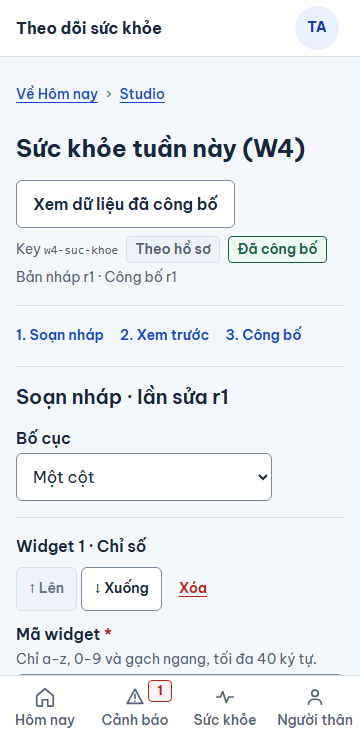 Theo dõi sức khỏe
TA
Về Hôm nay › Studio
Sức khỏe tuần này (W4)
Xem dữ liệu đã công bố
Key w4-suc-khoe Theo hồ sơ Đã công bố
Bản nháp r1 · Công bố r1
1. Soạn nháp 2. Xem trước 3. Công bố
Soạn nháp · lần sửa r1
Bố cục
Một cột
Widget 1 · Chỉ số
↑ Lên ↓ Xuống Xóa
Mã widget *
Chỉ a-z, 0-9 và gạch ngang, tối đa 40 ký tự.
1
Hôm nay Cảnh báo Sức khỏe Người thân